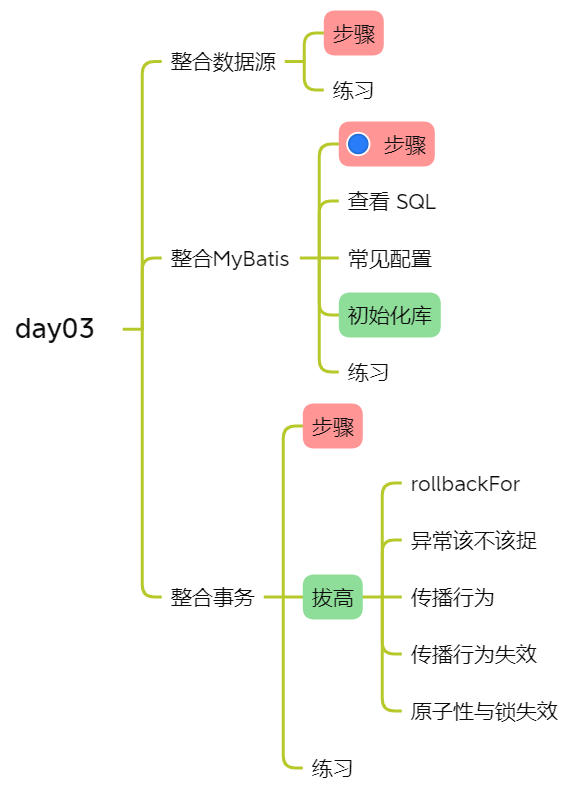 day03
整合数据源
步骤
练习
整合MyBatis
步骤
查看 SQL
常见配置
初始化库
练习
整合事务
步骤
拔高
rollbackFor
异常该不该捉
传播行为
传播行为失效
原子性与锁失效
练习